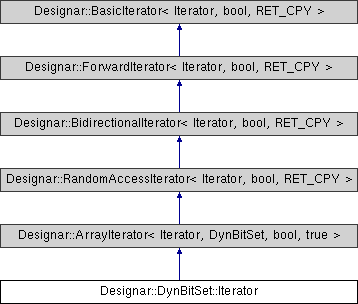 Designar::BasicIterator< Iterator, bool, RET_CPY >
Designar::ForwardIterator< Iterator, bool, RET_CPY >
Designar::BidirectionalIterator< Iterator, bool, RET_CPY >
Designar::RandomAccessIterator< Iterator, bool, RET_CPY >
Designar::ArrayIterator< Iterator, DynBitSet, bool, true >
Designar::DynBitSet::Iterator